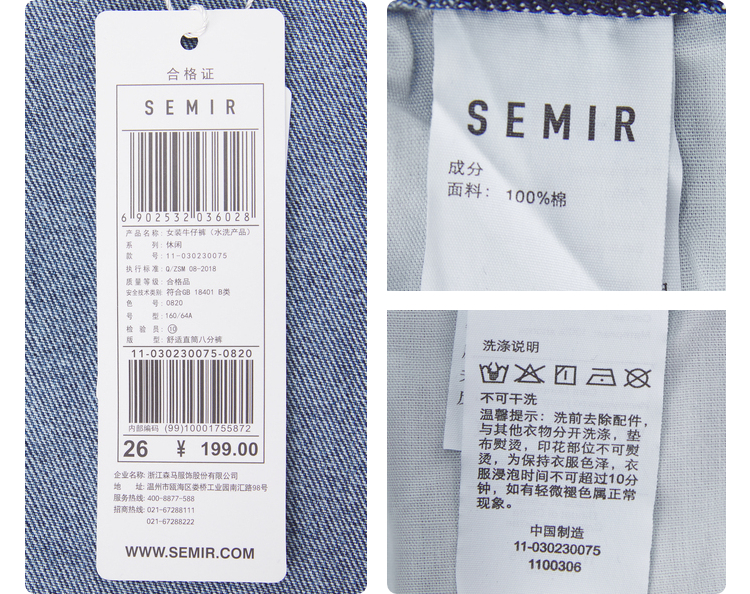 合格证
SEMIR
6 902532 036028
产品名称: 女装牛仔裤（水洗产品）
系 列: 休闲
款 号: 11-030230075
执行标准: Q/ZSM 08-2018
质量等级: 合格品
安全技术类别: 符合GB 18401 B类
色 号: 0820
号 型: 160/64A
检 验 员: ⑩
版 型: 舒适直筒八分裤
11-030230075-0820
内部编码 (99)10001755872
26 ¥ 199.00
企业名称: 浙江森马服饰股份有限公司
地 址: 温州市瓯海区娄桥工业园南汇路98号
服务热线: 400-8877-588
招商热线: 021-67288111
021-67288222
WWW.SEMIR.COM
SEMIR
成分
面料: 100%棉
洗涤说明
不可干洗
温馨提示: 洗前去除配件,
与其他衣物分开洗涤, 垫
布熨烫, 印花部位不可熨
烫, 为保持衣服色泽, 衣
服浸泡时间不可超过10分
钟, 如有轻微褪色属正常
现象。
中国制造
11-030230075
1100306